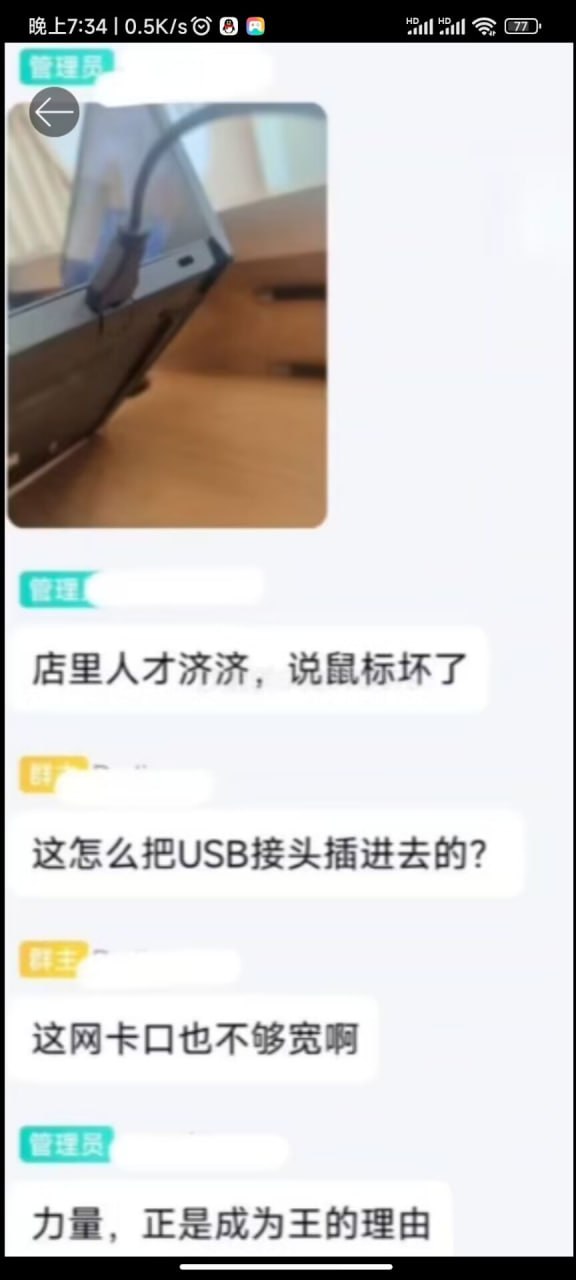 晚上7:34 | 0.5K/s
HD HD 77
管理员
管理
店里人才济济，说鼠标坏了
群
这怎么把USB接头插进去的？
群主
这网卡口也不够宽啊
管理员
力量，正是成为王的理由